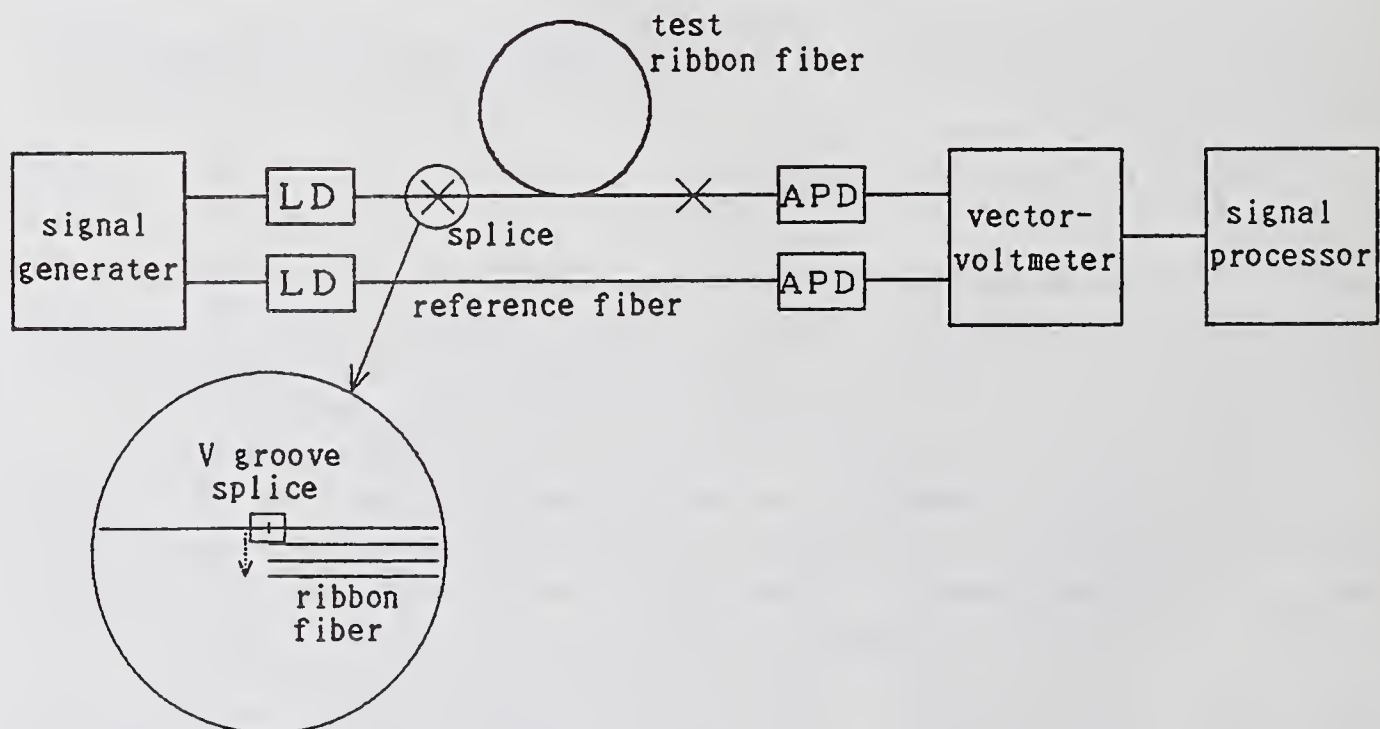 test
ribbon fiber
signal
generater
LD
splice
APD
vector-
voltmeter
signal
processor
LD
reference fiber
APD
V groove
splice
ribbon
fiber